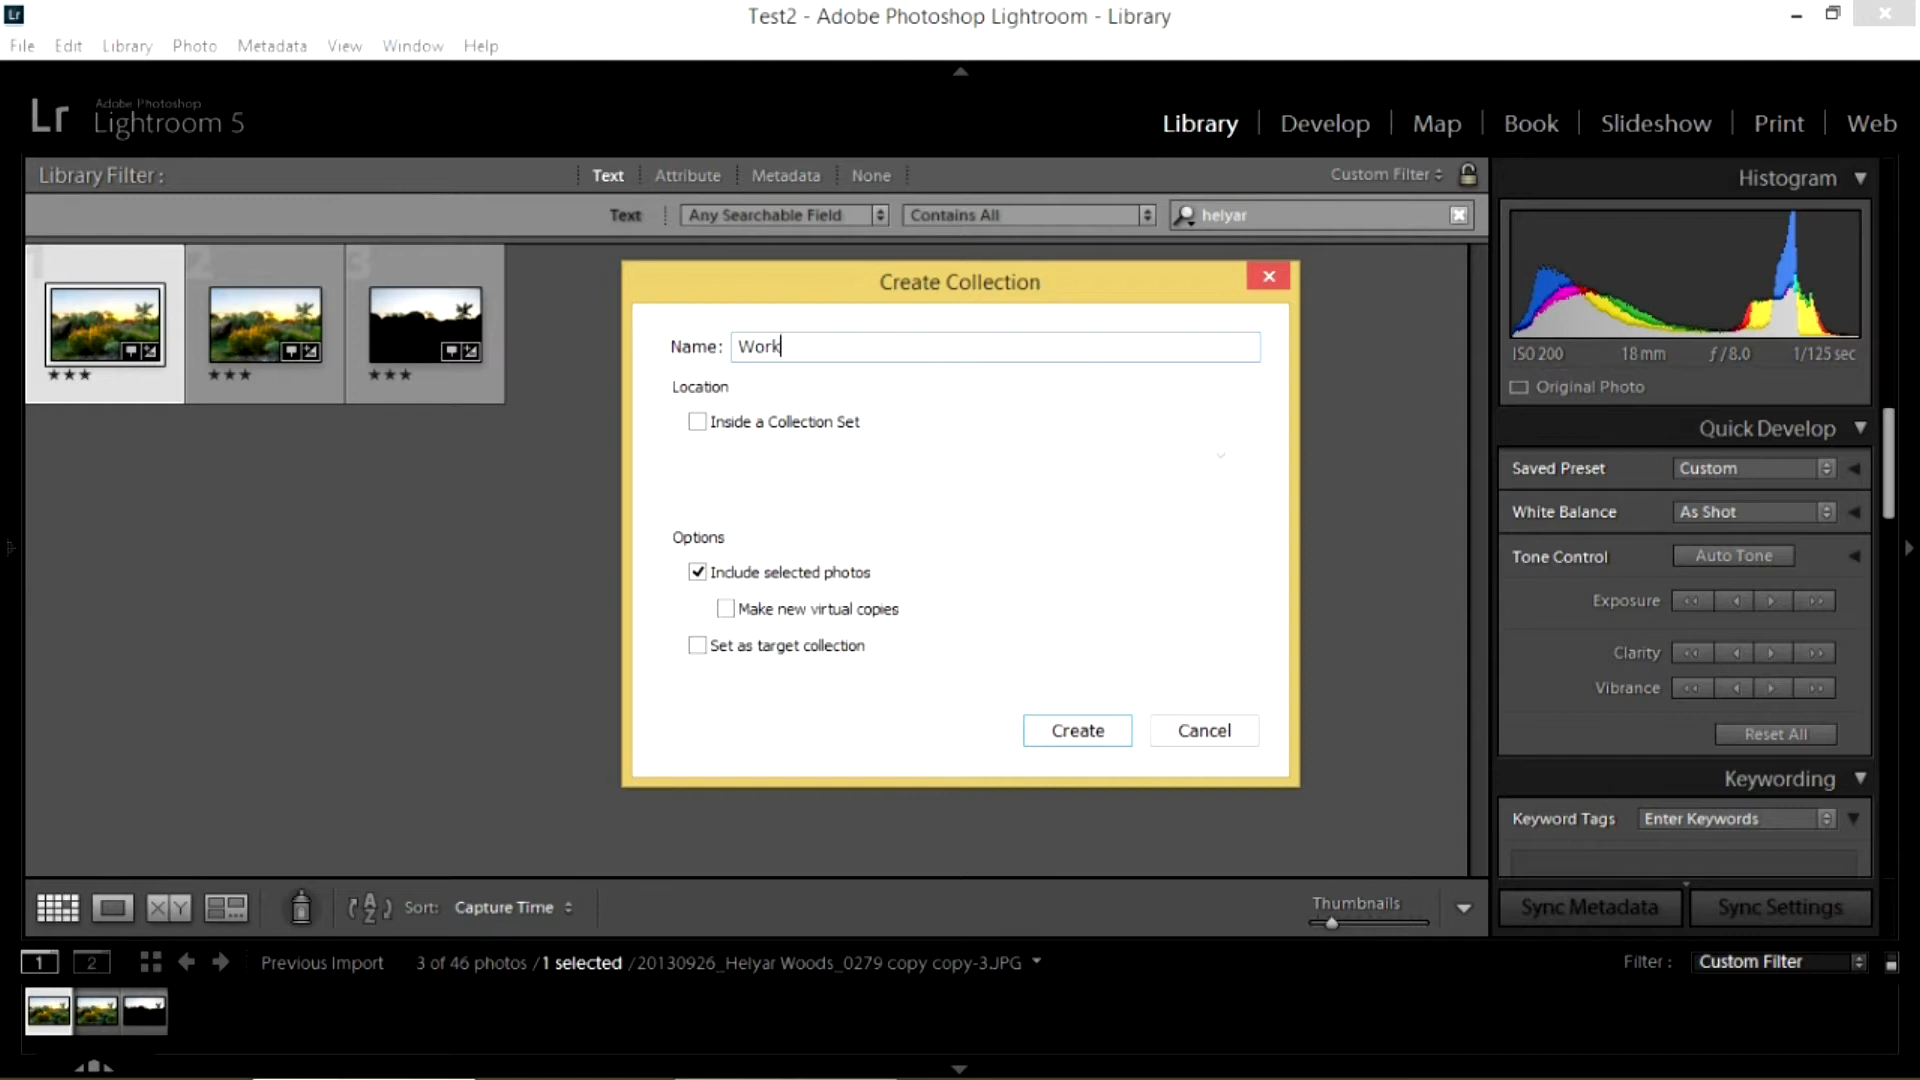 Lr
Test2 - Adobe Photoshop Lightroom - Library
File Edit Library Photo Metadata View Window Help
Lr Adobe Photoshop
Lightroom 5
Library Develop Map Book Slideshow Print Web
Library Filter :
Text Attribute Metadata None
Custom Filter
Histogram
Text Any Searchable Field Contains All helyar
1 2 3
Create Collection
Name: Work
Location
Inside a Collection Set
Options
Include selected photos
Make new virtual copies
Set as target collection
Create Cancel
ISO 200 18 mm f / 8.0 1/125 sec
Original Photo
Quick Develop
Saved Preset Custom
White Balance As Shot
Tone Control Auto Tone
Exposure
Clarity
Vibrance
Reset All
Keywording
Keyword Tags Enter Keywords
XY
Sort: Capture Time
Thumbnails
Sync Metadata Sync Settings
1 2 Previous Import 3 of 46 photos / 1 selected / 20130926_Helyar Woods_0279 copy copy-3.JPG
Filter : Custom Filter